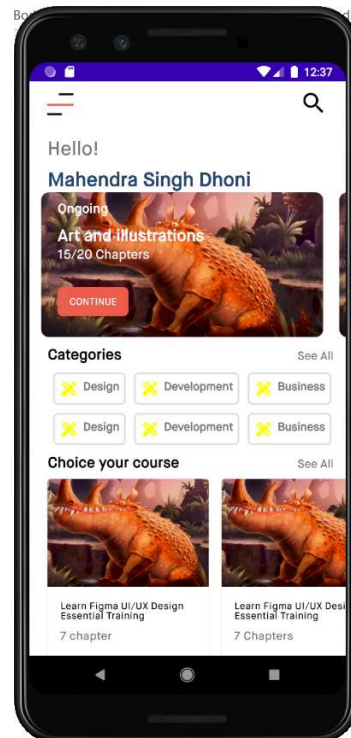 12:37
Hello!
Mahendra Singh Dhoni
Ongoing
Art and illustrations
15/20 Chapters
CONTINUE
Categories See All
Design Development Business
Design Development Business
Choice your course See All
Learn Figma UI/UX Design
Essential Training
7 chapter
Learn Figma UI/UX Desi
Essential Training
7 Chapters